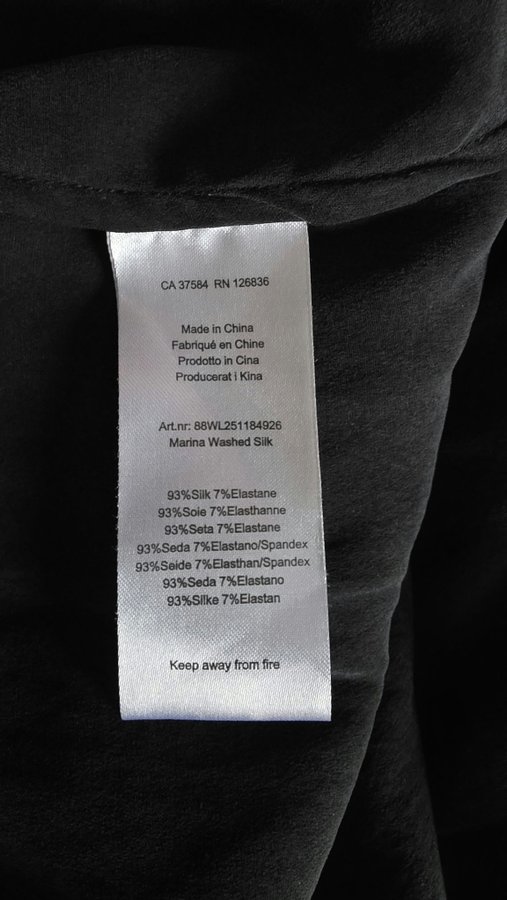 CA 37584 RN 126836
Made in China
Fabriqué en Chine
Prodotto in Cina
Producerat i Kina
Art.nr: 88WL251184926
Marina Washed Silk
93%Silk 7%Elastane
93%Soie 7%Elasthanne
93%Seta 7%Elastane
93%Seda 7%Elastano/Spandex
93%Seide 7%Elasthan/Spandex
93%Seda 7%Elastano
93%Silke 7%Elastan
Keep away from fire